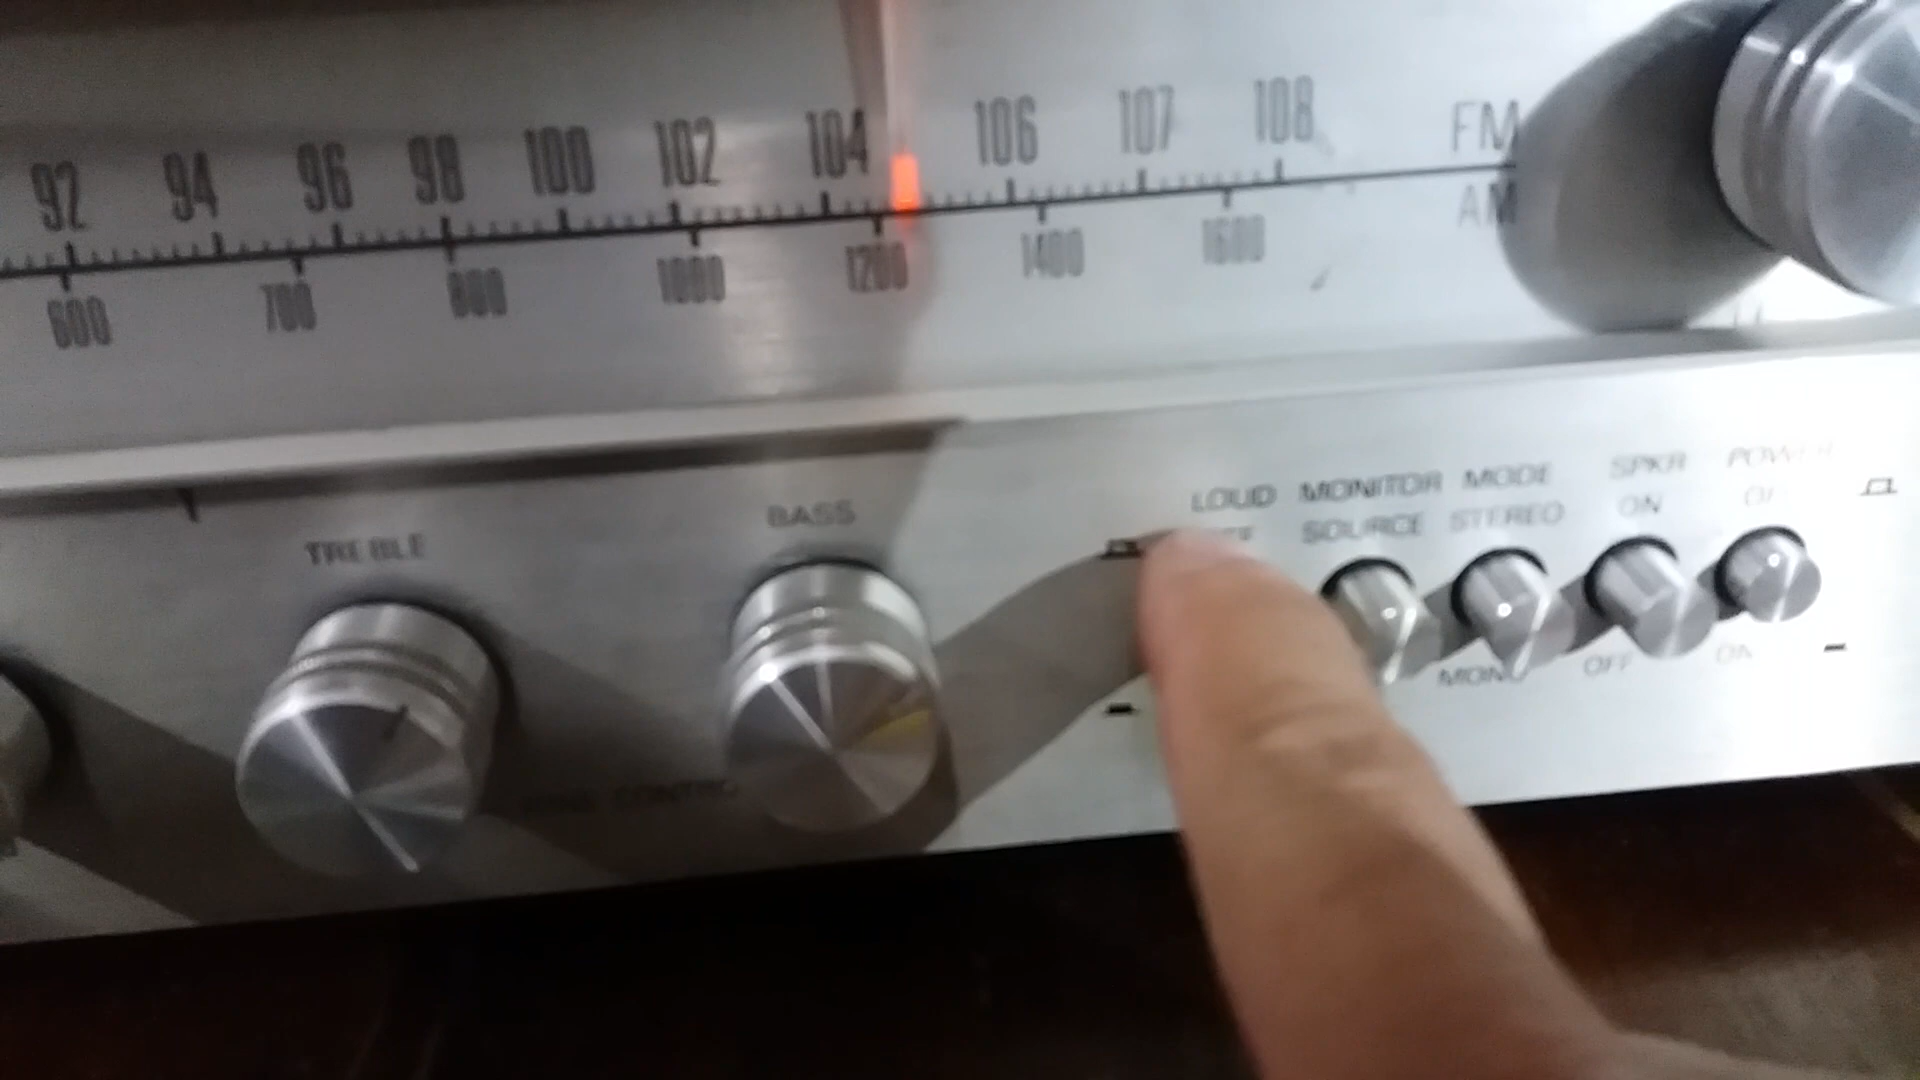 92 94 96 98 100 102 104 106 107 108 FM
600 700 800 1000 1200 1400 1600 AM
TREBLE BASS LOUD MONITOR MODE SPKR POWER
SOURCE STEREO ON
OFF ON